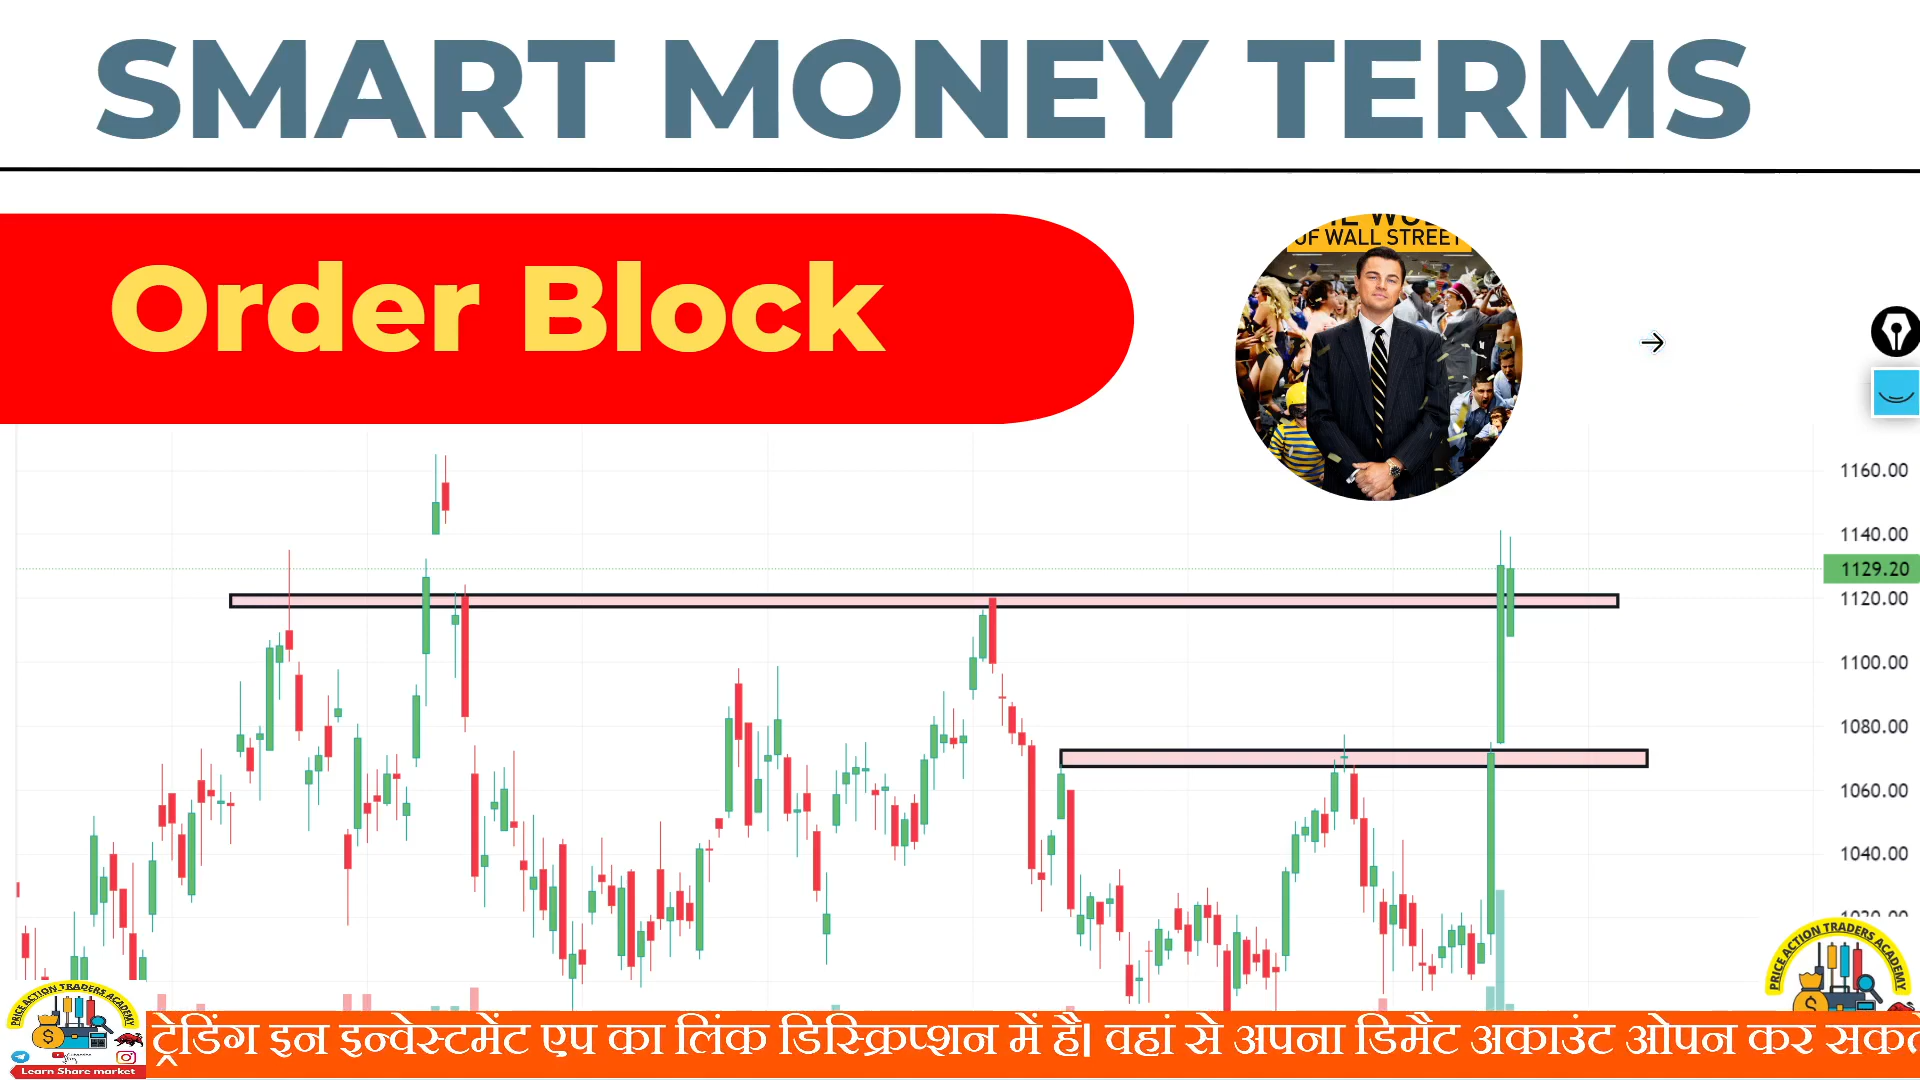 SMART MONEY TERMS
Order Block
OF WALL STREET
1160.00
1140.00
1129.20
1120.00
1100.00
1080.00
1060.00
1040.00
PRICE ACTION TRADERS ACADEMY
PRICE ACTION TRADERS ACADEMY
Learn Share market
ट्रेडिंग इन इन्वेस्टमेंट एप का लिंक डिस्क्रिप्शन में है। वहां से अपना डिमैट अकाउंट ओपन कर सकत